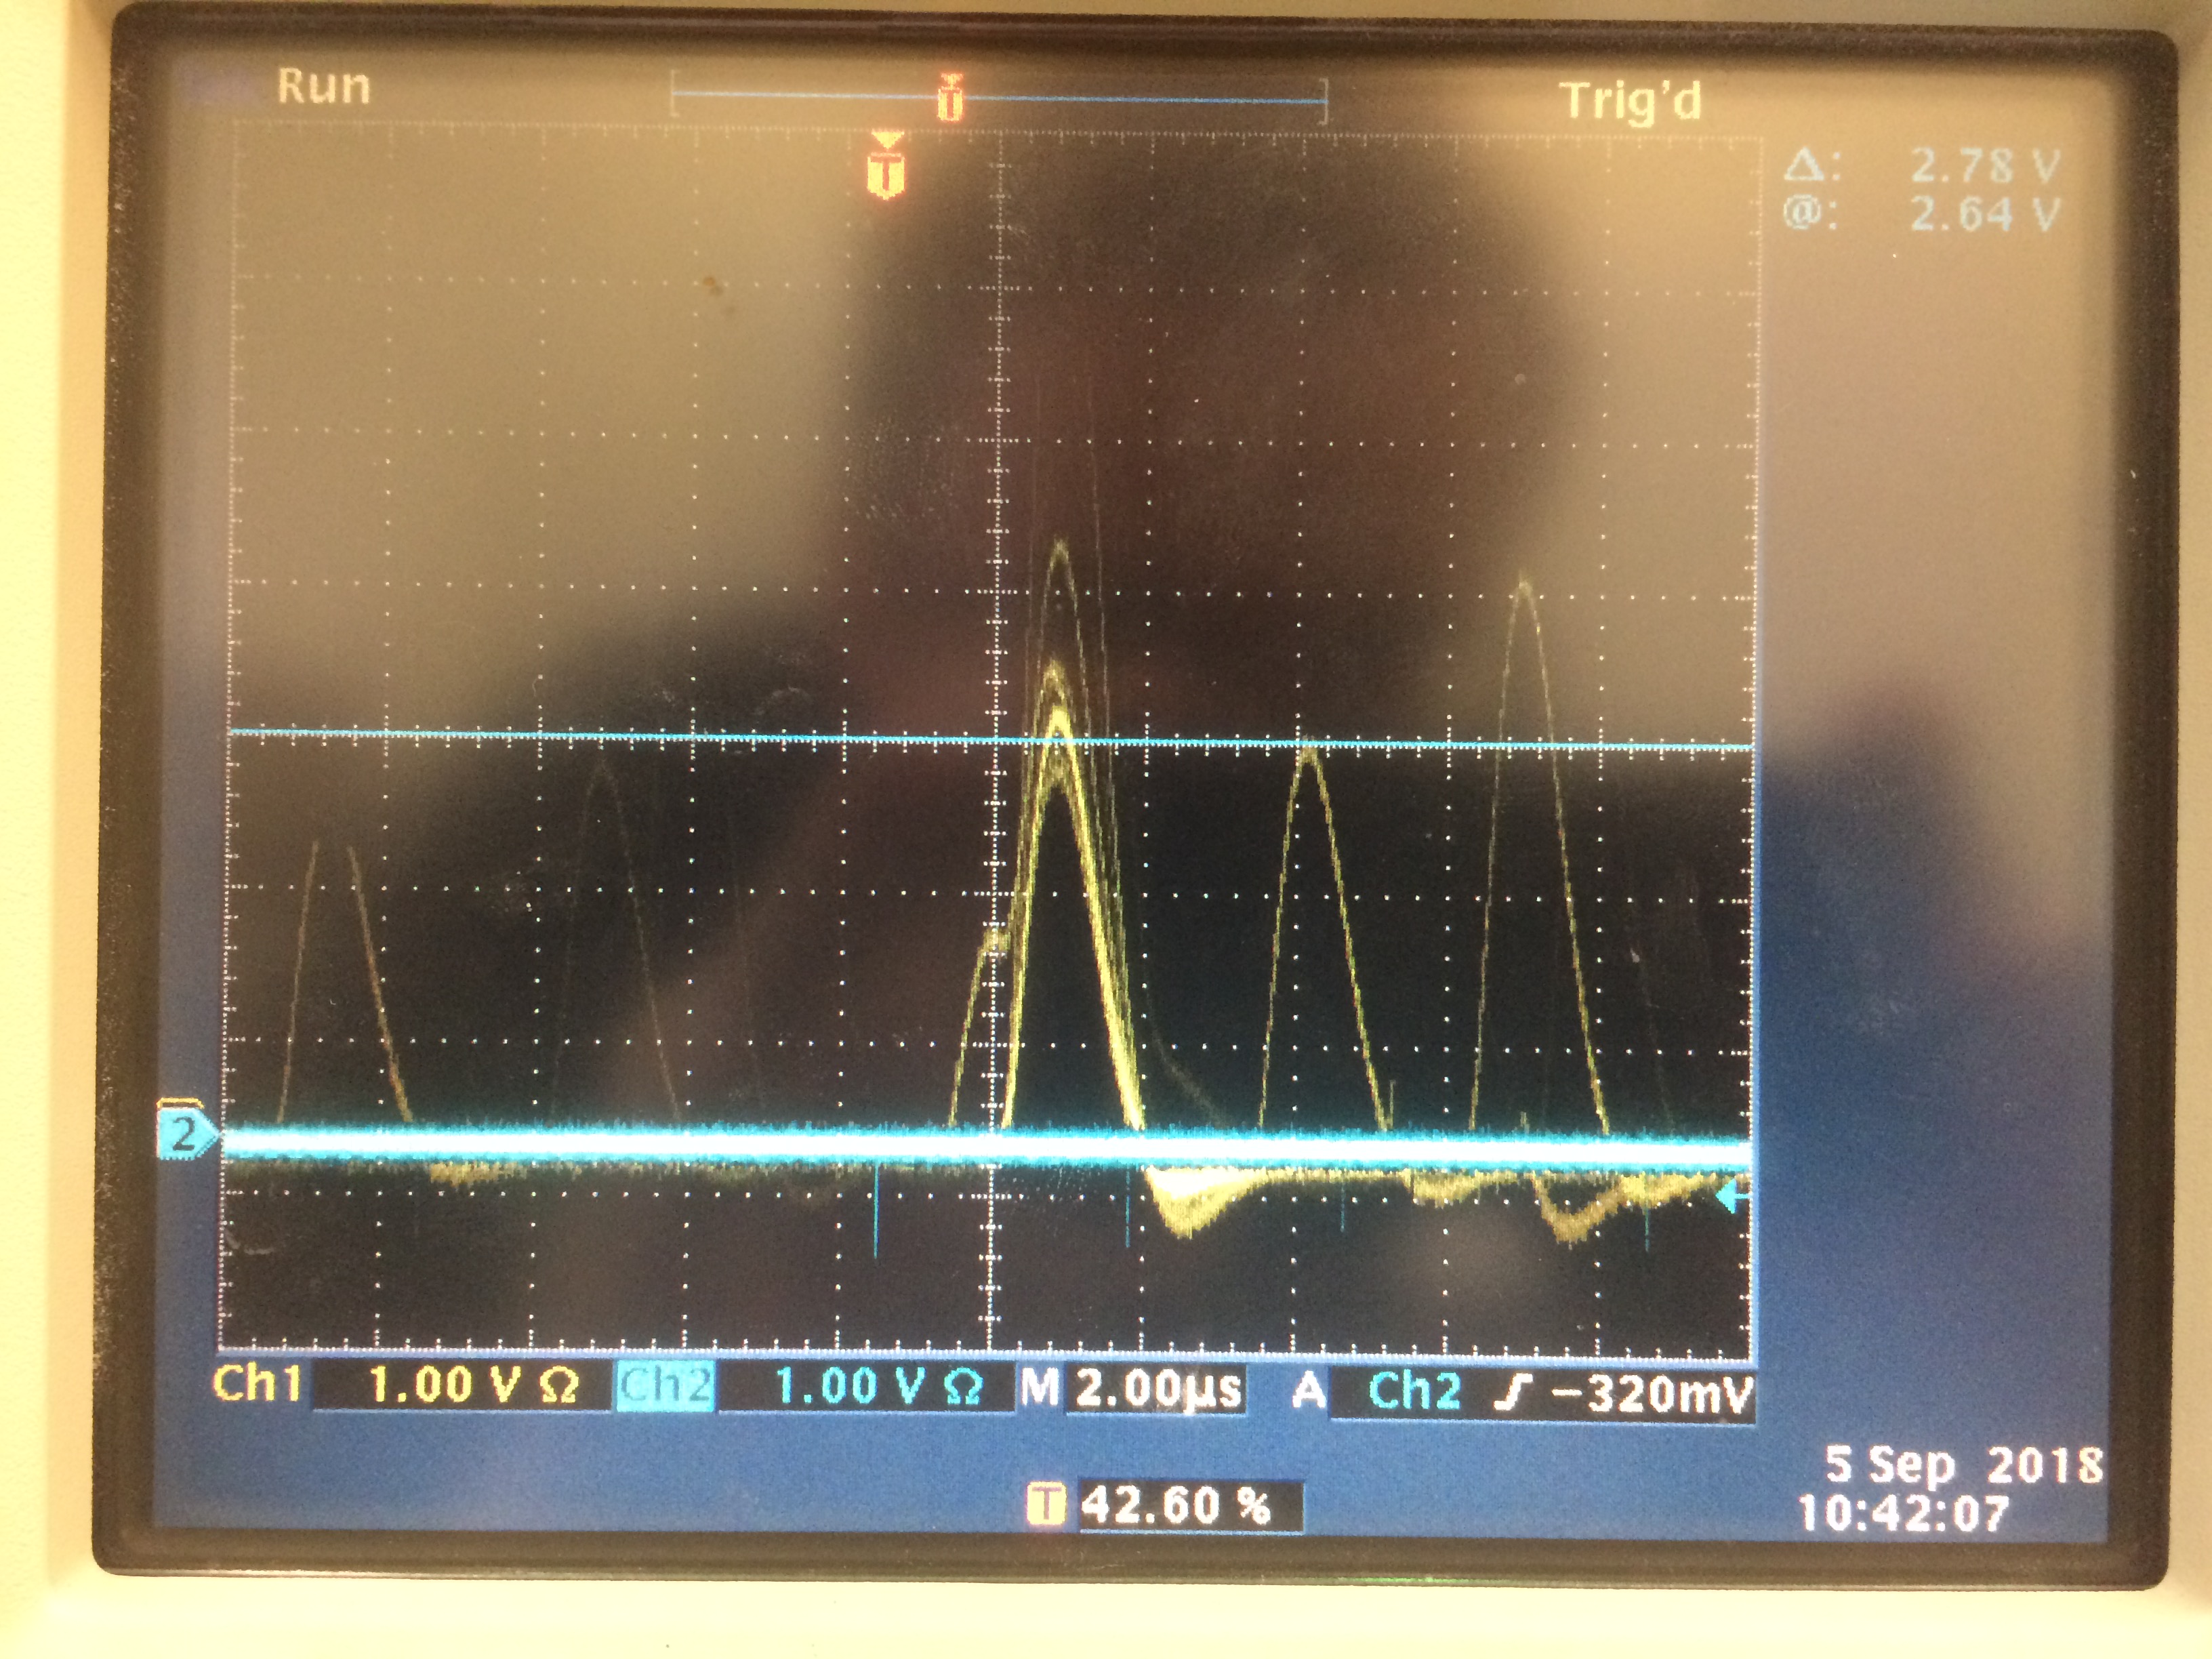 Run
T
Trig'd
T
Δ: 2.78 V
@: 2.64 V
2
Ch1 1.00 V Ω Ch2 1.00 V Ω M 2.00µs A Ch2 ʃ −320mV
T 42.60 %
5 Sep 2018
10:42:07